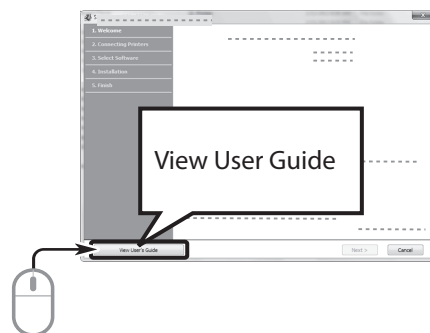 S
1. Welcome
2. Connecting Printers
3. Select Software
4. Installation
5. Finish
View User Guide
View User's Guide
Next >
Cancel